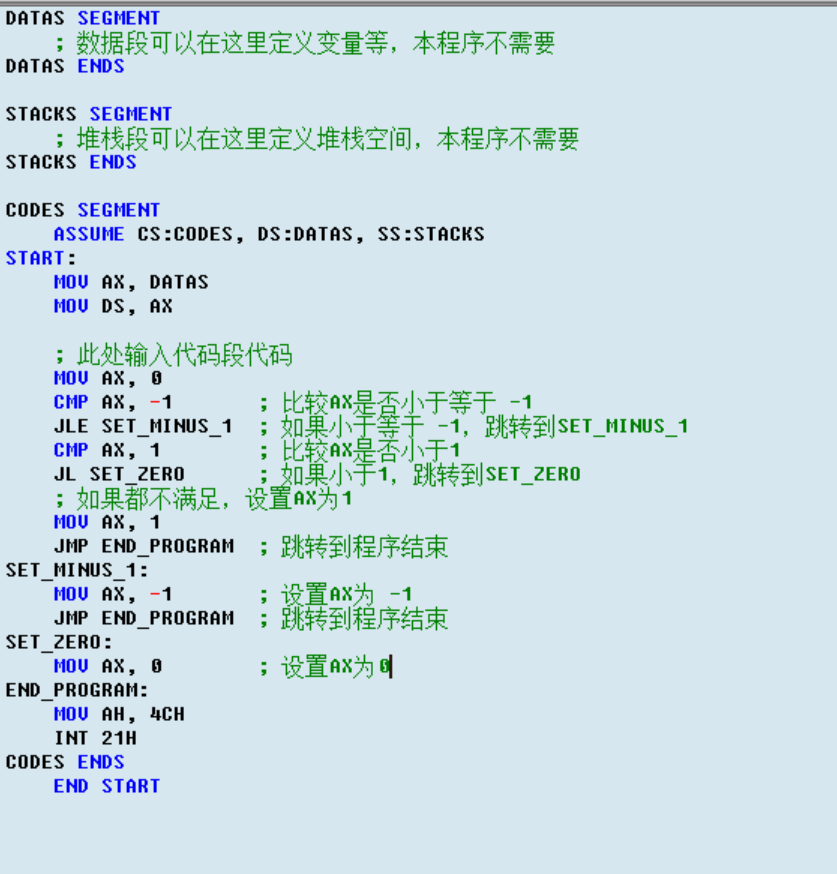 DATAS SEGMENT
    ; 数据段可以在这里定义变量等，本程序不需要
DATAS ENDS

STACKS SEGMENT
    ; 堆栈段可以在这里定义堆栈空间，本程序不需要
STACKS ENDS

CODES SEGMENT
    ASSUME CS:CODES, DS:DATAS, SS:STACKS
START:
    MOV AX, DATAS
    MOV DS, AX

    ; 此处输入代码段代码
    MOV AX, 0
    CMP AX, -1       ; 比较AX是否小于等于 -1
    JLE SET_MINUS_1  ; 如果小于等于 -1，跳转到SET_MINUS_1
    CMP AX, 1        ; 比较AX是否小于1
    JL SET_ZERO      ; 如果小于1，跳转到SET_ZERO
    ; 如果都不满足，设置AX为1
    MOV AX, 1
    JMP END_PROGRAM  ; 跳转到程序结束
SET_MINUS_1:
    MOV AX, -1       ; 设置AX为 -1
    JMP END_PROGRAM  ; 跳转到程序结束
SET_ZERO:
    MOV AX, 0        ; 设置AX为0
END_PROGRAM:
    MOV AH, 4CH
    INT 21H
CODES ENDS
    END START